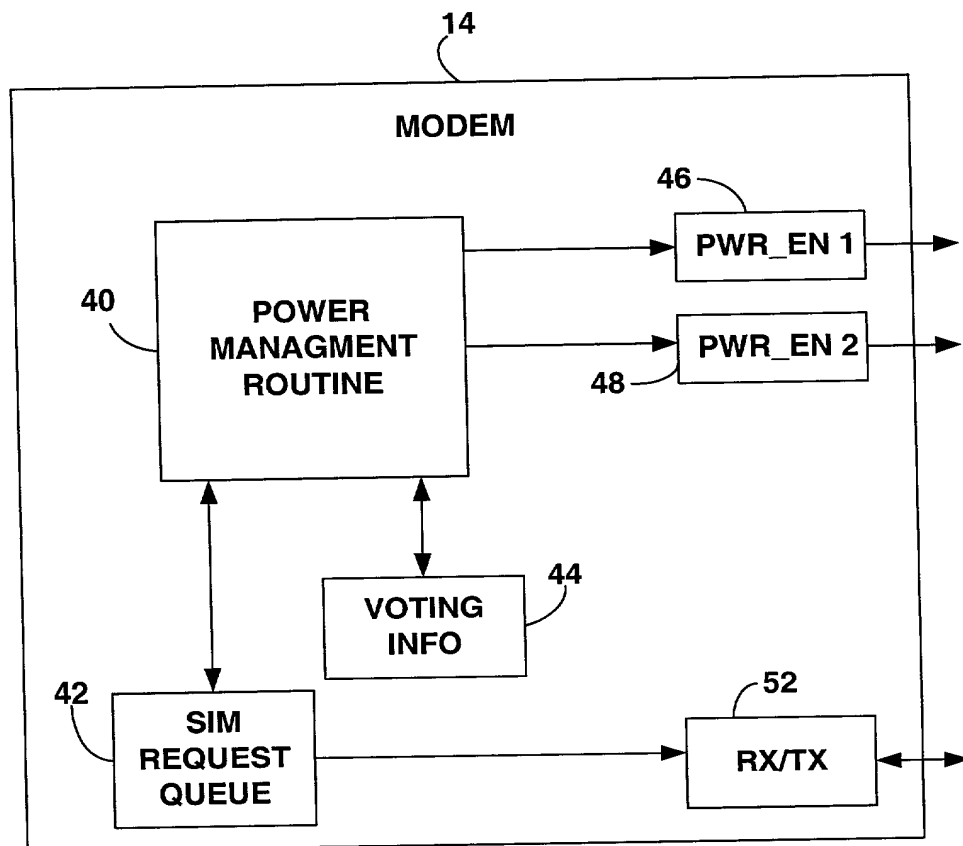 14
MODEM
46
PWR_EN 1
40
POWER
MANAGMENT
ROUTINE
PWR_EN 2
48
44
VOTING
INFO
42
SIM
REQUEST
QUEUE
52
RX/TX